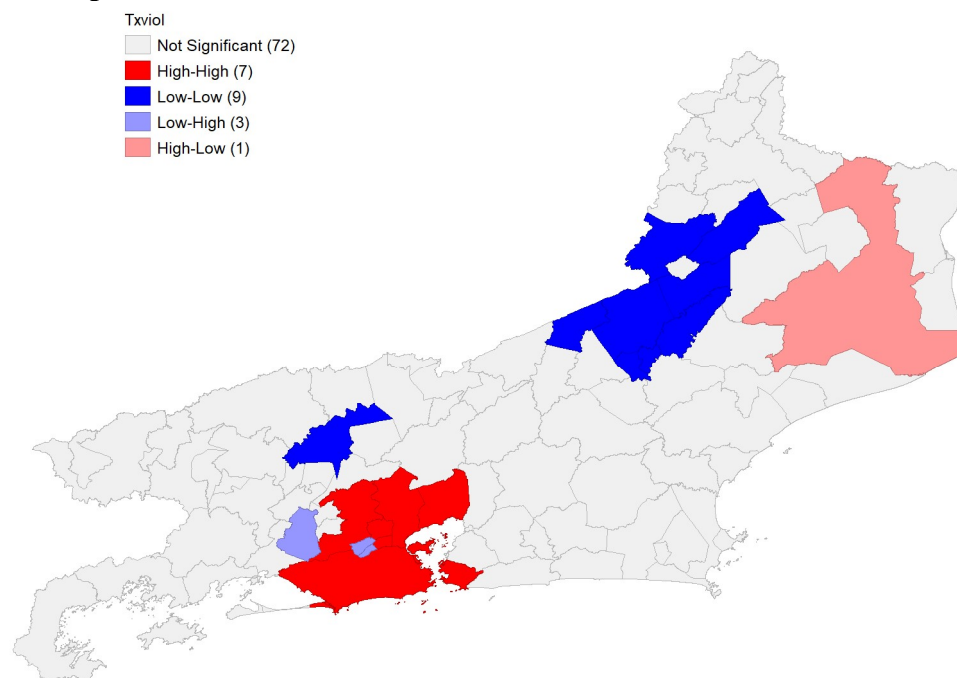 Txviol
Not Significant (72)
High-High (7)
Low-Low (9)
Low-High (3)
High-Low (1)